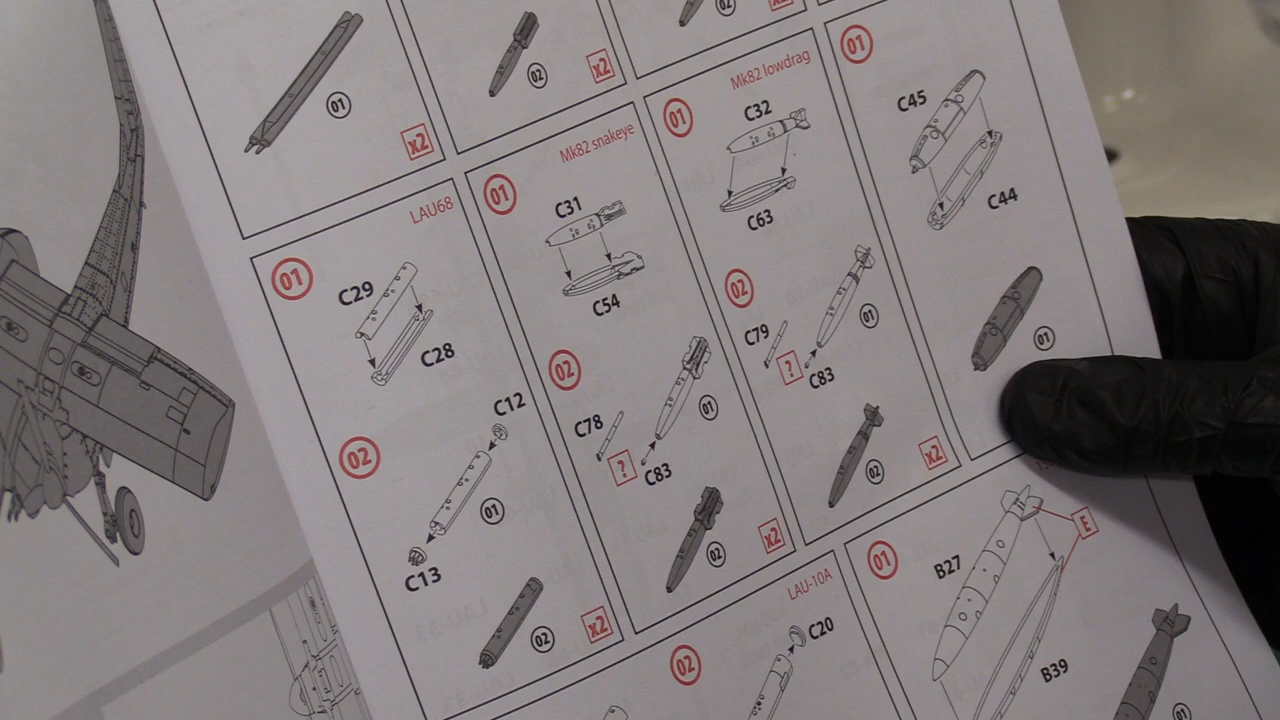 01
x2
02
x2
02
LAU68
01
C29
C28
02
C12
01
C13
02
x2
Mk82 snakeye
01
C31
C54
02
C78
01
?
C83
02
x2
Mk82 lowdrag
01
C32
C63
02
C79
01
?
C83
02
x2
01
C45
C44
01
LAU-10A
02
C20
01
B27
E
B39
01